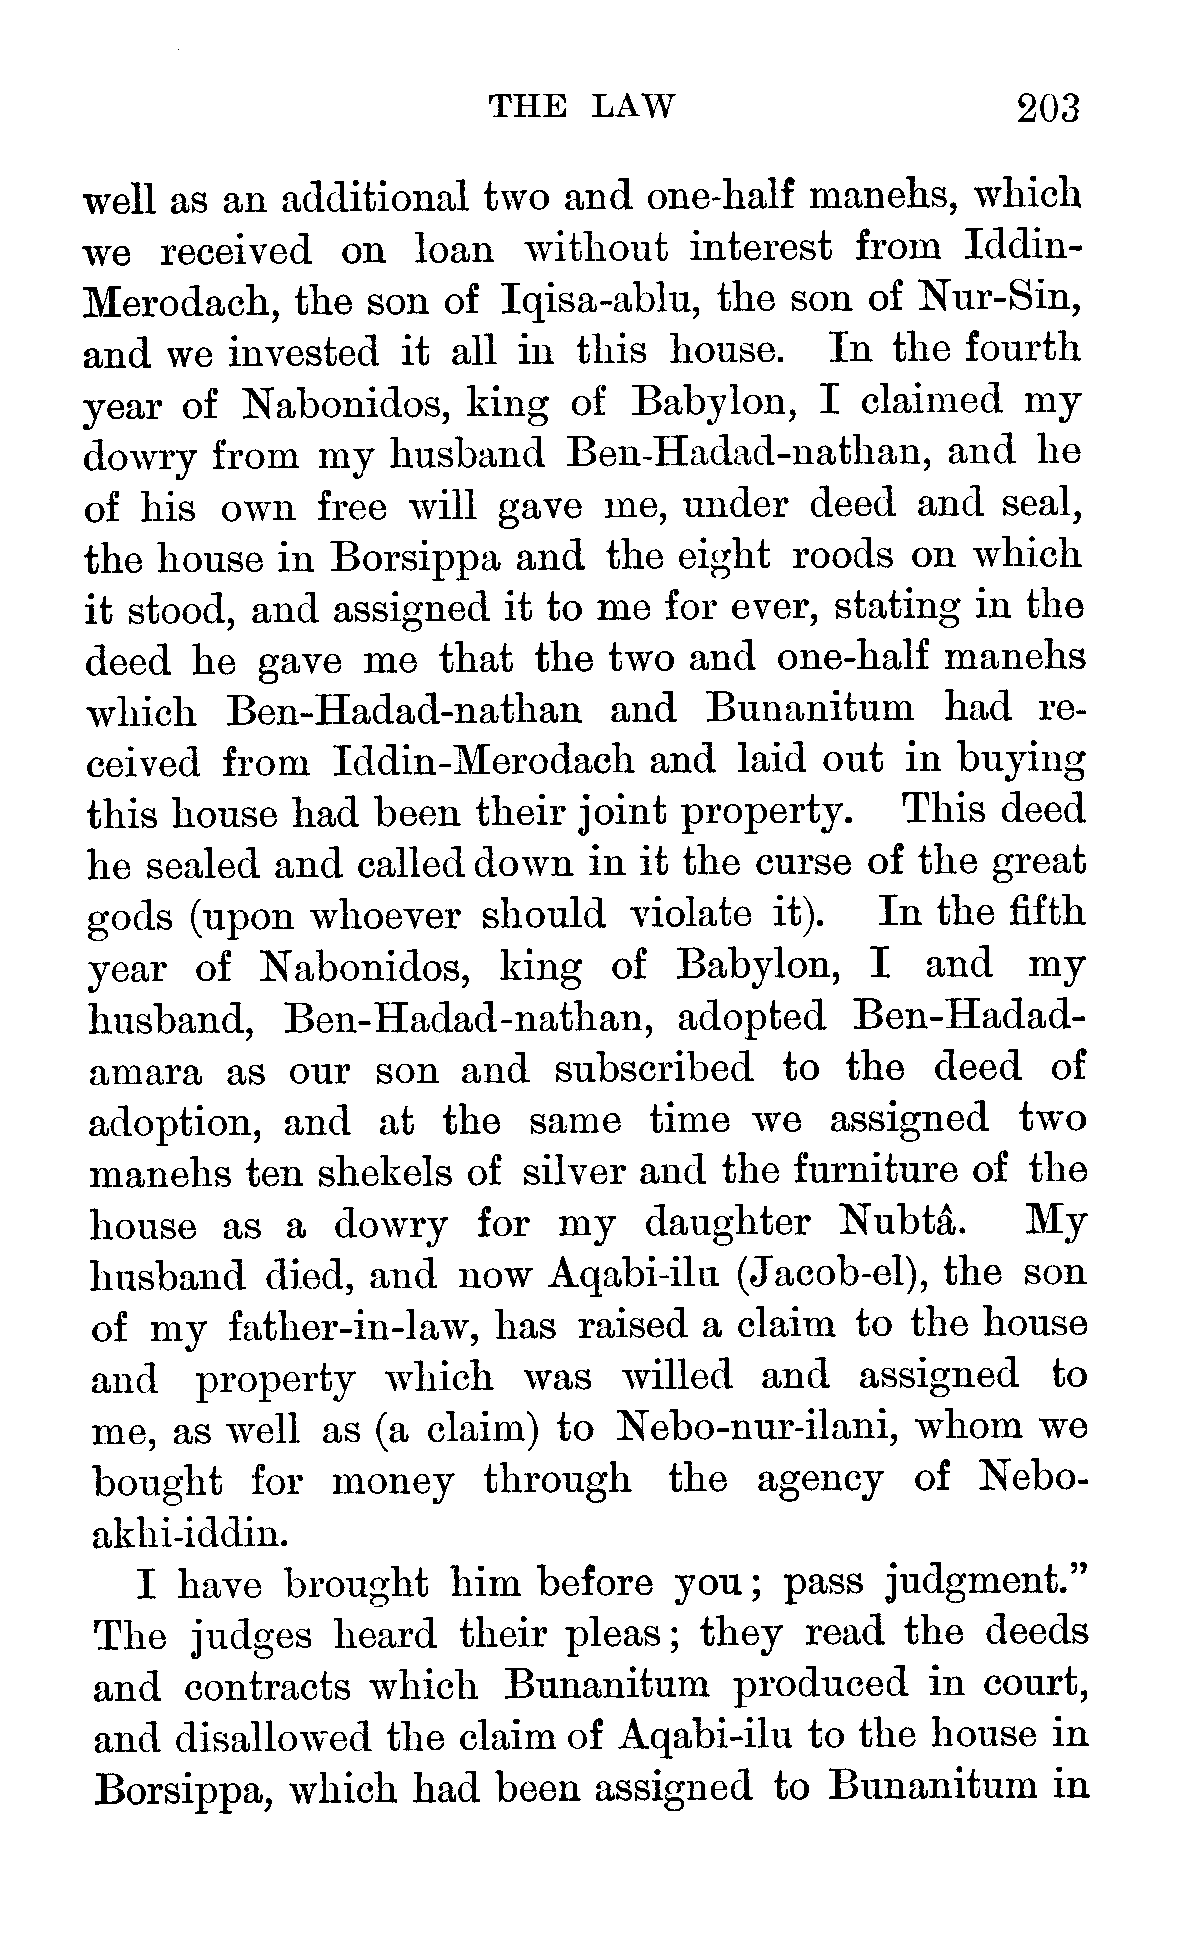 THE LAW 203
well as an additional two and one-half manehs, which
we received on loan without interest from Iddin-
Merodach, the son of Iqisa-ablu, the son of Nur-Sin,
and we invested it all in this house. In the fourth
year of Nabonidos, king of Babylon, I claimed my
dowry from my husband Ben-Hadad-nathan, and he
of his own free will gave me, under deed and seal,
the house in Borsippa and the eight roods on which
it stood, and assigned it to me for ever, stating in the
deed he gave me that the two and one-half manehs
which Ben-Hadad-nathan and Bunanitum had re-
ceived from Iddin-Merodach and laid out in buying
this house had been their joint property. This deed
he sealed and called down in it the curse of the great
gods (upon whoever should violate it). In the fifth
year of Nabonidos, king of Babylon, I and my
husband, Ben-Hadad-nathan, adopted Ben-Hadad-
amara as our son and subscribed to the deed of
adoption, and at the same time we assigned two
manehs ten shekels of silver and the furniture of the
house as a dowry for my daughter Nubtâ. My
husband died, and now Aqabi-ilu (Jacob-el), the son
of my father-in-law, has raised a claim to the house
and property which was willed and assigned to
me, as well as (a claim) to Nebo-nur-ilani, whom we
bought for money through the agency of Nebo-
akhi-iddin.
I have brought him before you; pass judgment.”
The judges heard their pleas; they read the deeds
and contracts which Bunanitum produced in court,
and disallowed the claim of Aqabi-ilu to the house in
Borsippa, which had been assigned to Bunanitum in